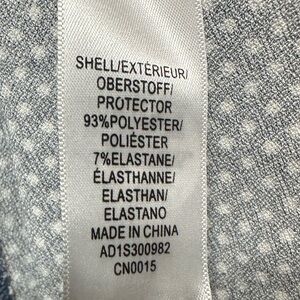 SHELL/EXTÉRIEUR/
OBERSTOFF/
PROTECTOR
93%POLYESTER/
POLIÉSTER
7%ELASTANE/
ÉLASTHANNE/
ELASTHAN/
ELASTANO
MADE IN CHINA
AD1S300982
CN0015